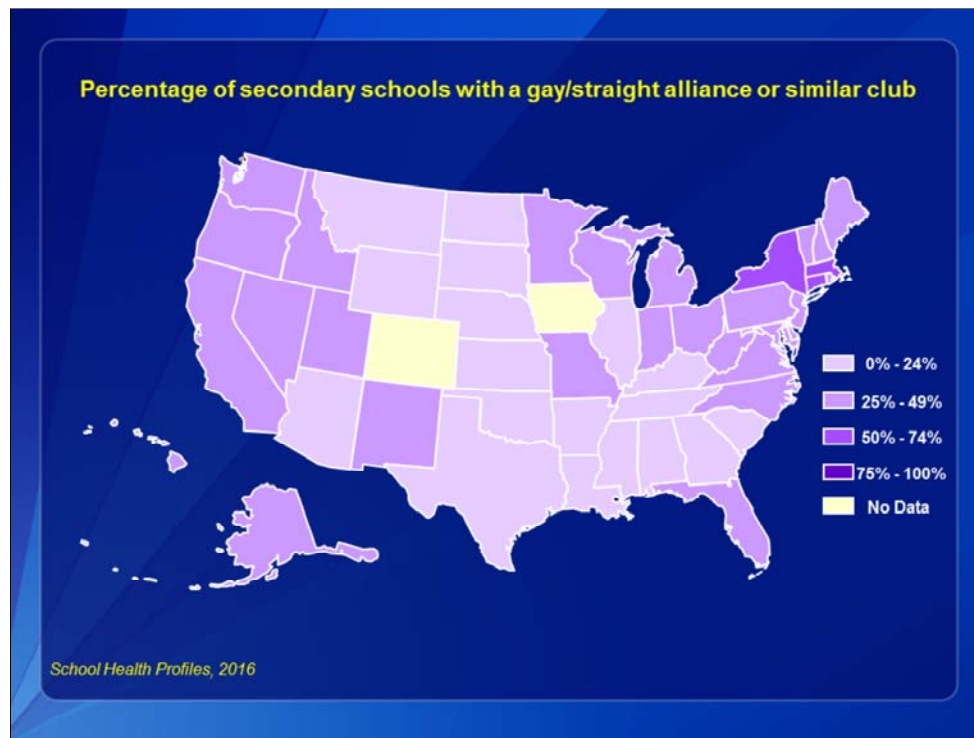 Percentage of secondary schools with a gay/straight alliance or similar club
0% - 24%
25% - 49%
50% - 74%
75% - 100%
No Data
School Health Profiles, 2016